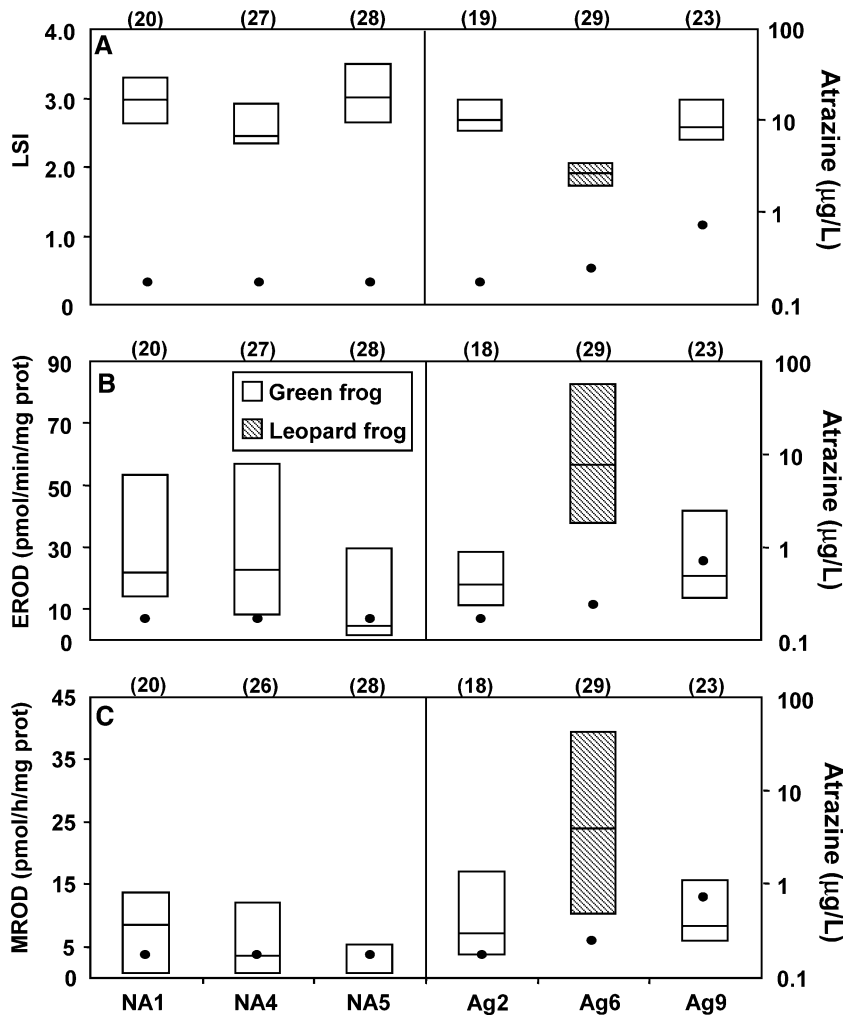 (20) (27) (28) (19) (29) (23)
A
4.0
3.0
2.0
1.0
0
LSI
100
10
1
0.1
Atrazine (µg/L)
(20) (27) (28) (18) (29) (23)
B
90
70
50
30
10
0
EROD (pmol/min/mg prot)
Green frog
Leopard frog
100
10
1
0.1
Atrazine (µg/L)
(20) (26) (28) (18) (29) (23)
C
45
35
25
15
5
0
MROD (pmol/h/mg prot)
100
10
1
0.1
Atrazine (µg/L)
NA1 NA4 NA5 Ag2 Ag6 Ag9